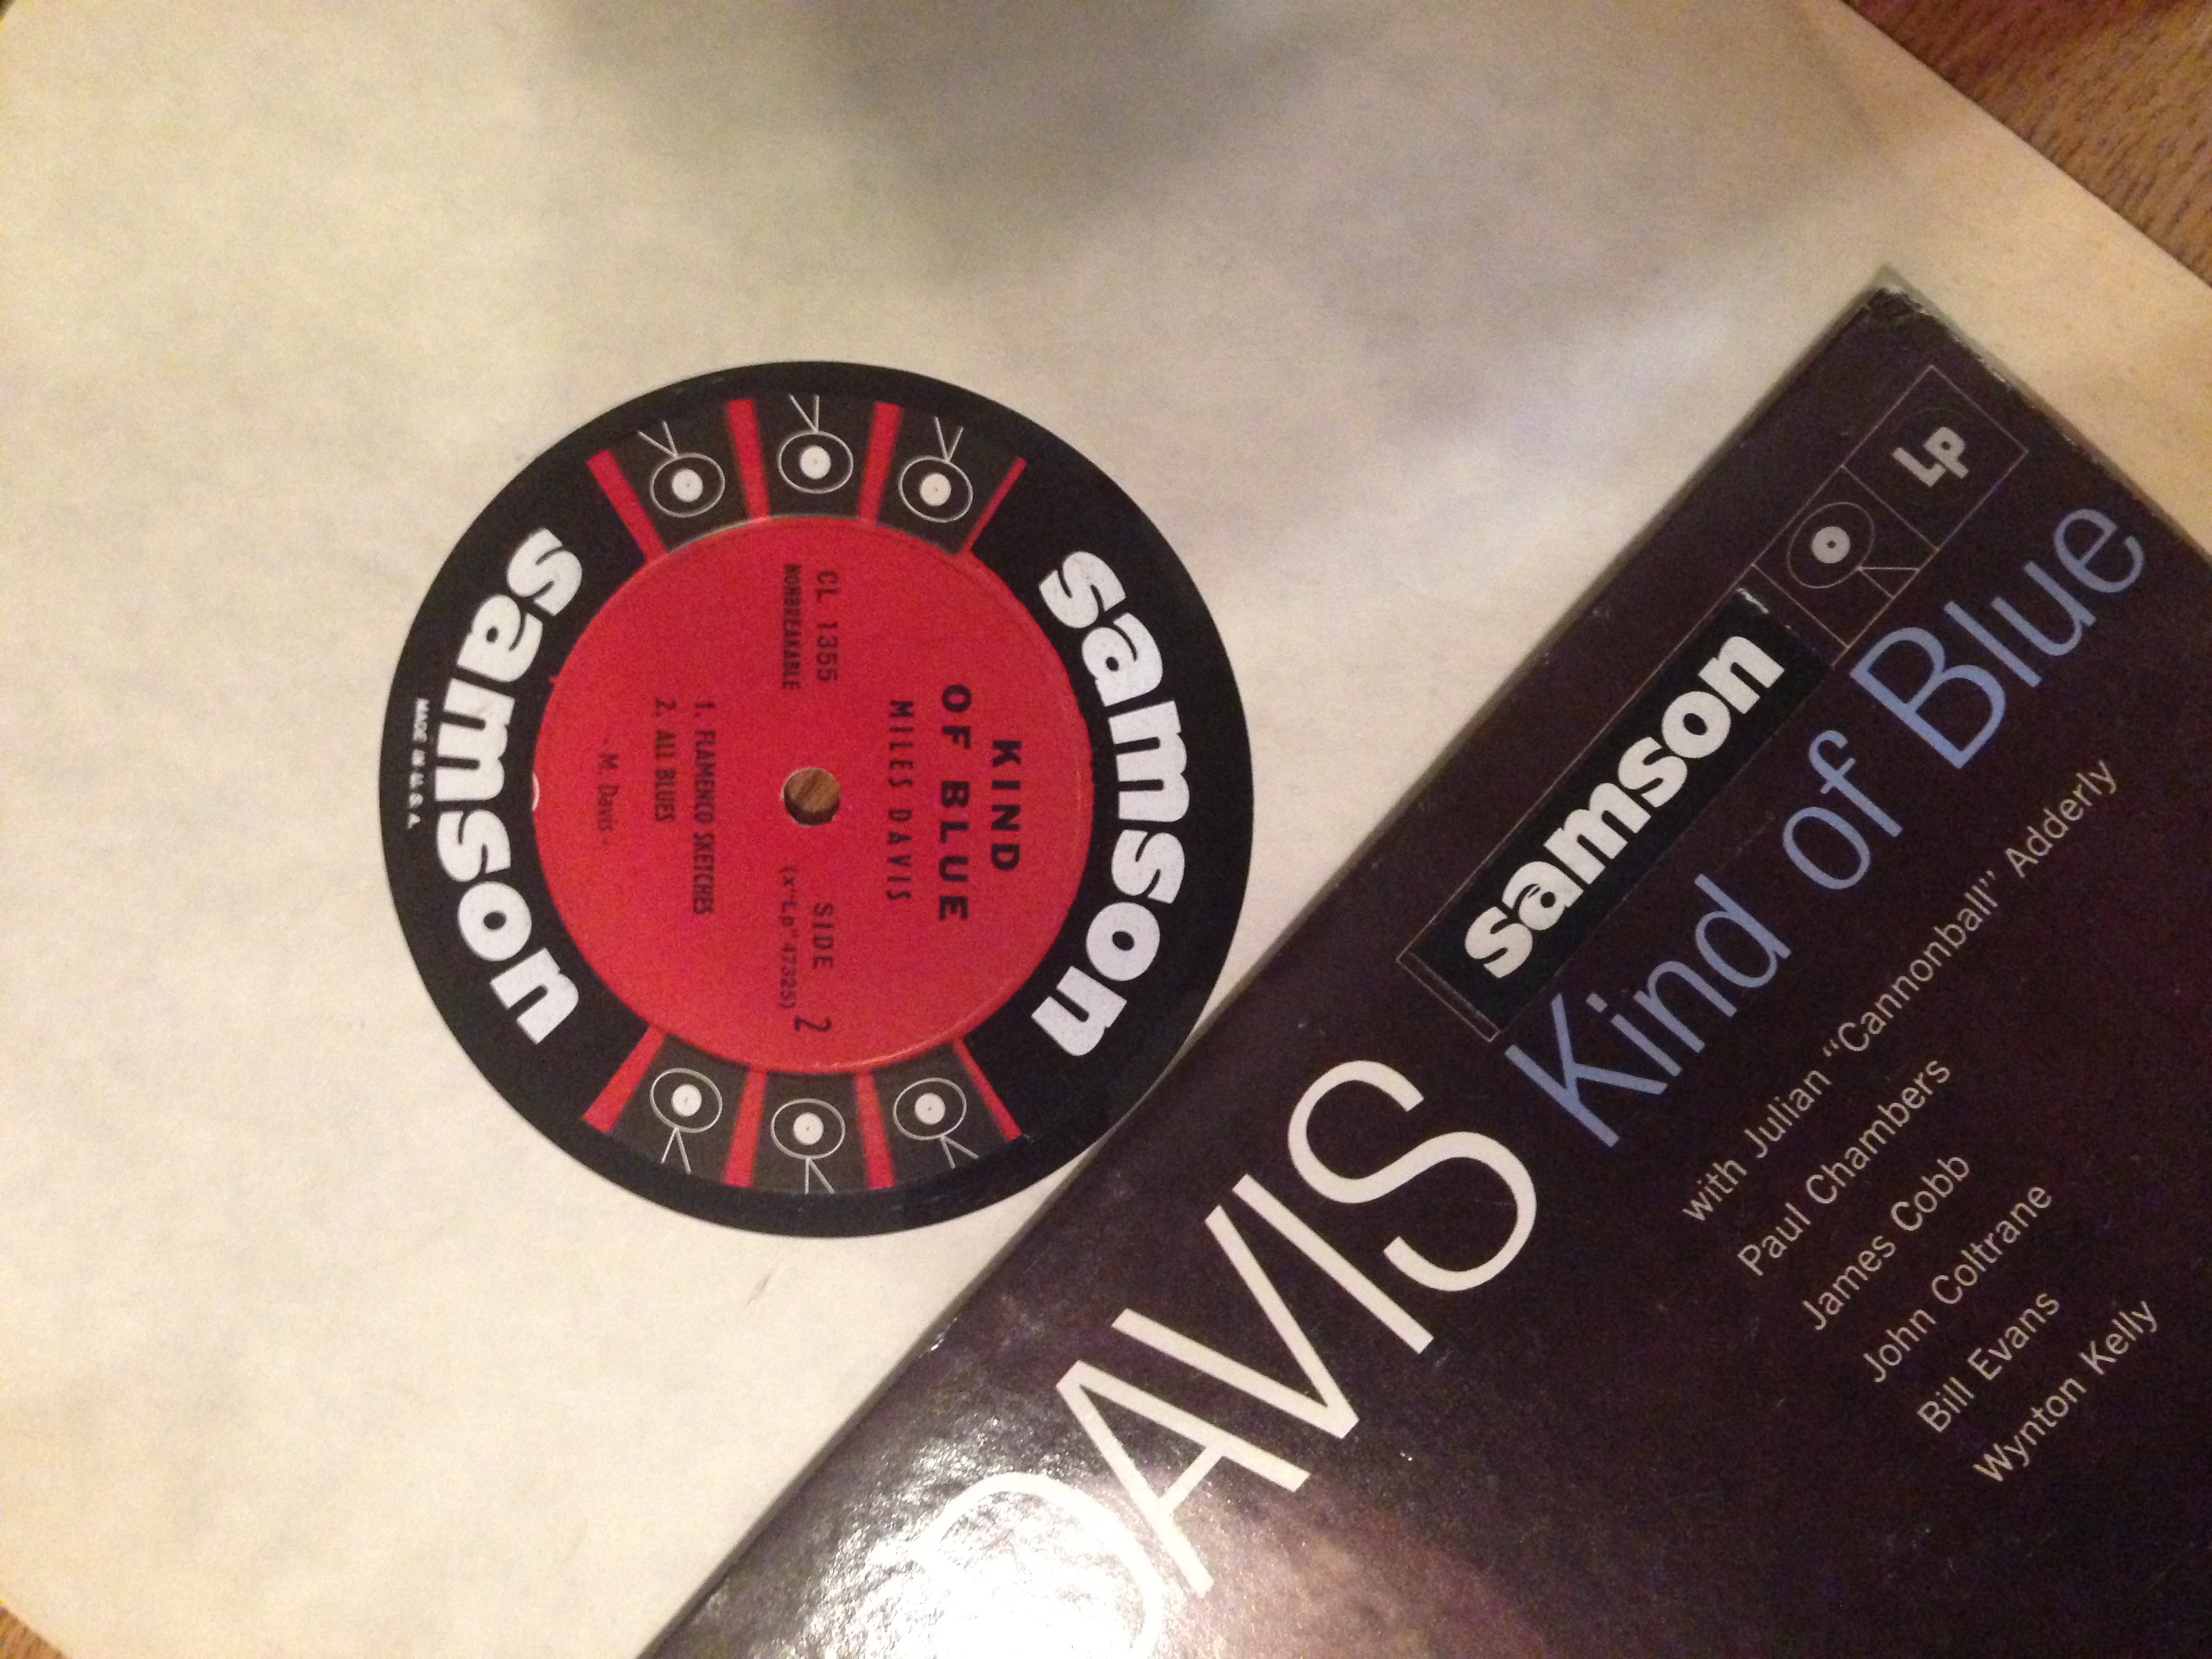 samson
KIND
OF BLUE
MILES DAVIS
CL 1355
SIDE 2
NONBREAKABLE
(x"Lp" 47325)
1. FLAMENCO SKETCHES
2. ALL BLUES
- M. Davis -
samson
MADE IN U.S.A.
samson
LP
DAVIS
Kind of Blue
with Julian “Cannonball” Adderly
Paul Chambers
James Cobb
John Coltrane
Bill Evans
Wynton Kelly